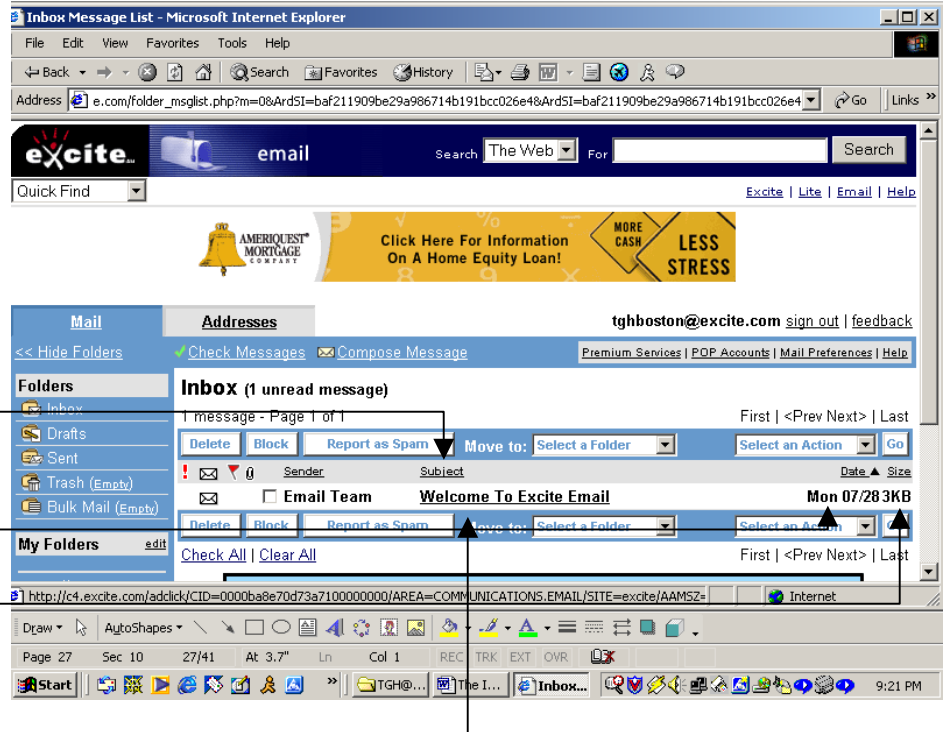 Inbox Message List - Microsoft Internet Explorer
File Edit View Favorites Tools Help
Back Search Favorites History
Address e.com/folder_msglist.php?m=0&ArdSI=baf211909be29a986714b191bcc026e48&ArdSI=baf211909be29a986714b191bcc026e4 Go Links »
excite email Search The Web For Search
Quick Find Excite | Lite | Email | Help
AMERIQUEST® MORTGAGE COMPANY
Click Here For Information
On A Home Equity Loan!
MORE CASH
LESS STRESS
Mail Addresses tghboston@excite.com sign out | feedback
<< Hide Folders Check Messages Compose Message Premium Services | POP Accounts | Mail Preferences | Help
Folders Inbox (1 unread message)
Inbox 1 message - Page 1 of 1 First | <Prev Next> | Last
Drafts Delete Block Report as Spam Move to: Select a Folder Select an Action Go
Sent
! Sender Subject Date ▲ Size
Trash (Empty)
Email Team Welcome To Excite Email Mon 07/28 3KB
Bulk Mail (Empty)
Delete Block Report as Spam Move to: Select a Folder Select an Action
My Folders edit Check All | Clear All First | <Prev Next> | Last
http://c4.excite.com/adclick/CID=0000ba8e70d73a7100000000/AREA=COMMUNICATIONS.EMAIL/SITE=excite/AAMSZ= Internet
Draw AutoShapes
Page 27 Sec 10 27/41 At 3.7" Ln Col 1 REC TRK EXT OVR
Start » TGH@... The I... Inbox... 9:21 PM